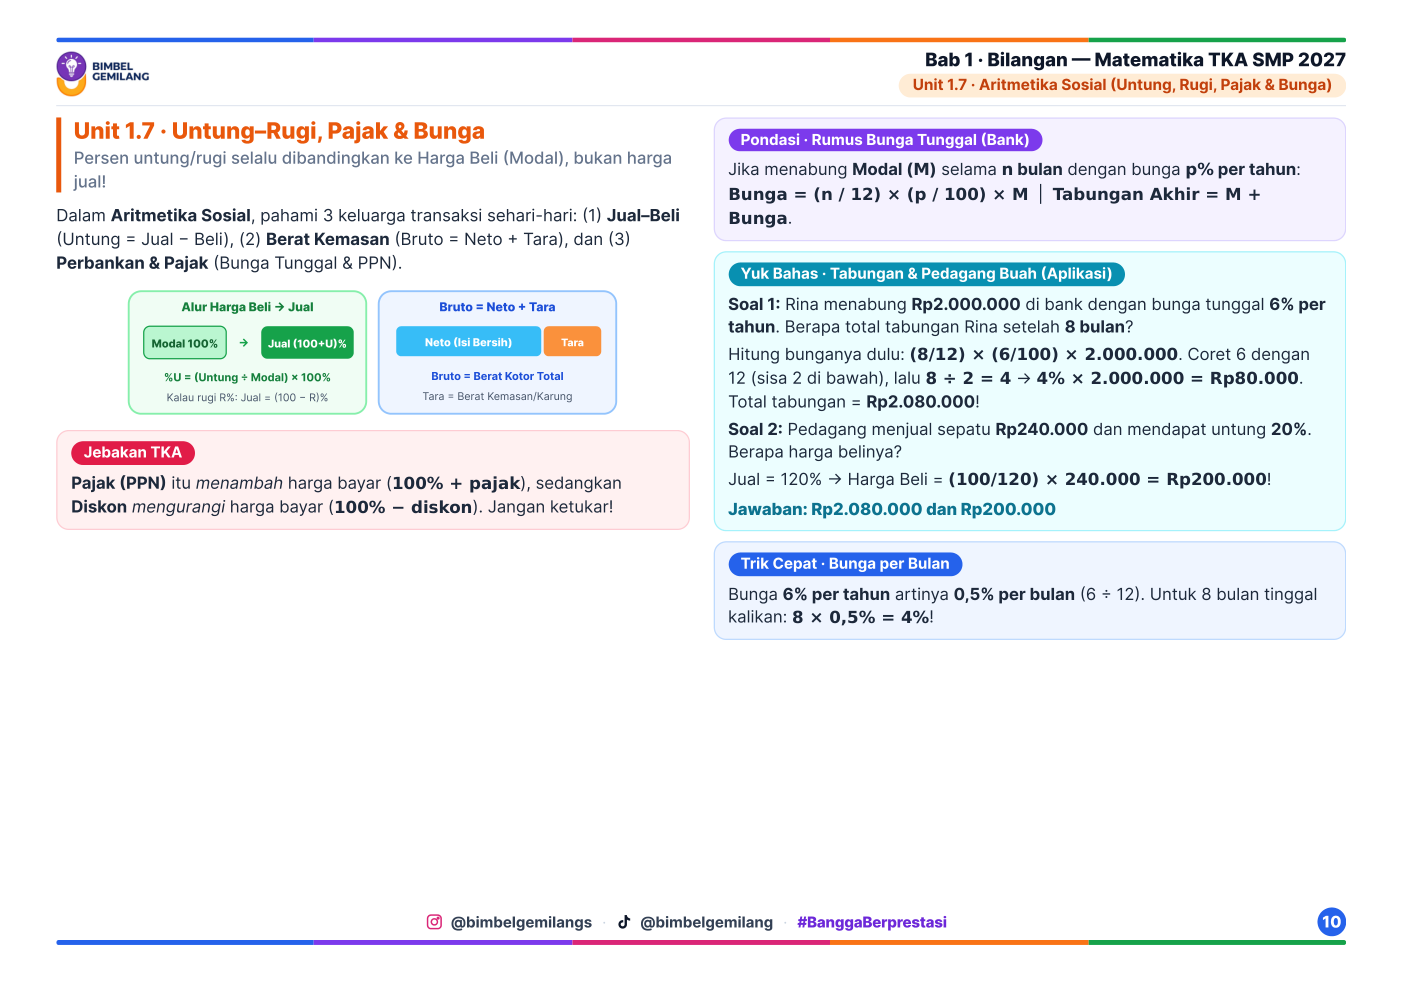 BIMBEL
GEMILANG
Bab 1 · Bilangan — Matematika TKA SMP 2027
Unit 1.7 · Aritmetika Sosial (Untung, Rugi, Pajak & Bunga)
Unit 1.7 · Untung–Rugi, Pajak & Bunga
Persen untung/rugi selalu dibandingkan ke Harga Beli (Modal), bukan harga
jual!
Dalam Aritmetika Sosial, pahami 3 keluarga transaksi sehari-hari: (1) Jual–Beli
(Untung = Jual − Beli), (2) Berat Kemasan (Bruto = Neto + Tara), dan (3)
Perbankan & Pajak (Bunga Tunggal & PPN).
Alur Harga Beli → Jual
Modal 100% → Jual (100+U)%
%U = (Untung ÷ Modal) × 100%
Kalau rugi R%: Jual = (100 − R)%
Bruto = Neto + Tara
Neto (Isi Bersih) Tara
Bruto = Berat Kotor Total
Tara = Berat Kemasan/Karung
Jebakan TKA
Pajak (PPN) itu menambah harga bayar (100% + pajak), sedangkan
Diskon mengurangi harga bayar (100% − diskon). Jangan ketukar!
Pondasi · Rumus Bunga Tunggal (Bank)
Jika menabung Modal (M) selama n bulan dengan bunga p% per tahun:
Bunga = (n / 12) × (p / 100) × M │ Tabungan Akhir = M +
Bunga.
Yuk Bahas · Tabungan & Pedagang Buah (Aplikasi)
Soal 1: Rina menabung Rp2.000.000 di bank dengan bunga tunggal 6% per
tahun. Berapa total tabungan Rina setelah 8 bulan?
Hitung bunganya dulu: (8/12) × (6/100) × 2.000.000. Coret 6 dengan
12 (sisa 2 di bawah), lalu 8 ÷ 2 = 4 → 4% × 2.000.000 = Rp80.000.
Total tabungan = Rp2.080.000!
Soal 2: Pedagang menjual sepatu Rp240.000 dan mendapat untung 20%.
Berapa harga belinya?
Jual = 120% → Harga Beli = (100/120) × 240.000 = Rp200.000!
Jawaban: Rp2.080.000 dan Rp200.000
Trik Cepat · Bunga per Bulan
Bunga 6% per tahun artinya 0,5% per bulan (6 ÷ 12). Untuk 8 bulan tinggal
kalikan: 8 × 0,5% = 4%!
@bimbelgemilangs · @bimbelgemilang · #BanggaBerprestasi
10